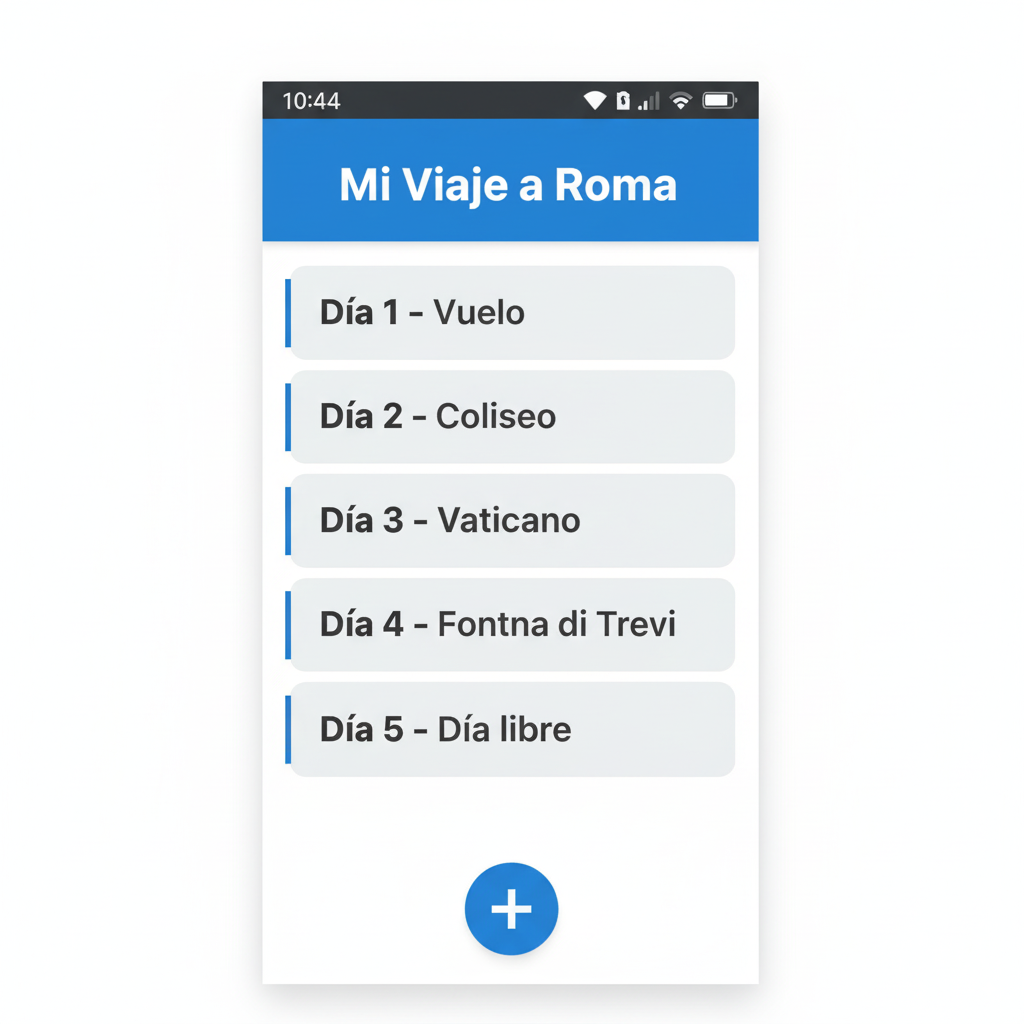 10:44
Mi Viaje a Roma
Día 1 - Vuelo
Día 2 - Coliseo
Día 3 - Vaticano
Día 4 - Fontna di Trevi
Día 5 - Día libre